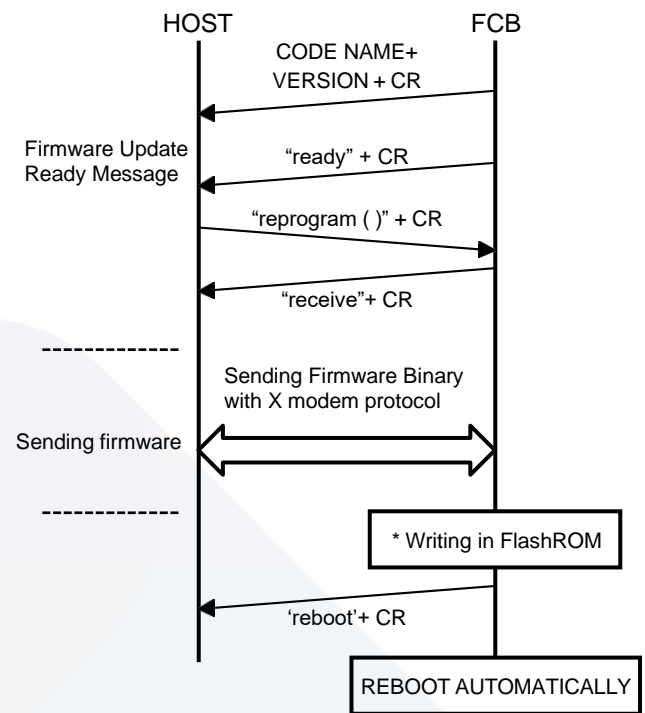 HOST
FCB
CODE NAME+
VERSION + CR
Firmware Update
Ready Message
“ready” + CR
“reprogram ( )” + CR
“receive”+ CR
--------------
Sending Firmware Binary
with X modem protocol
Sending firmware
--------------
* Writing in FlashROM
‘reboot’+ CR
REBOOT AUTOMATICALLY